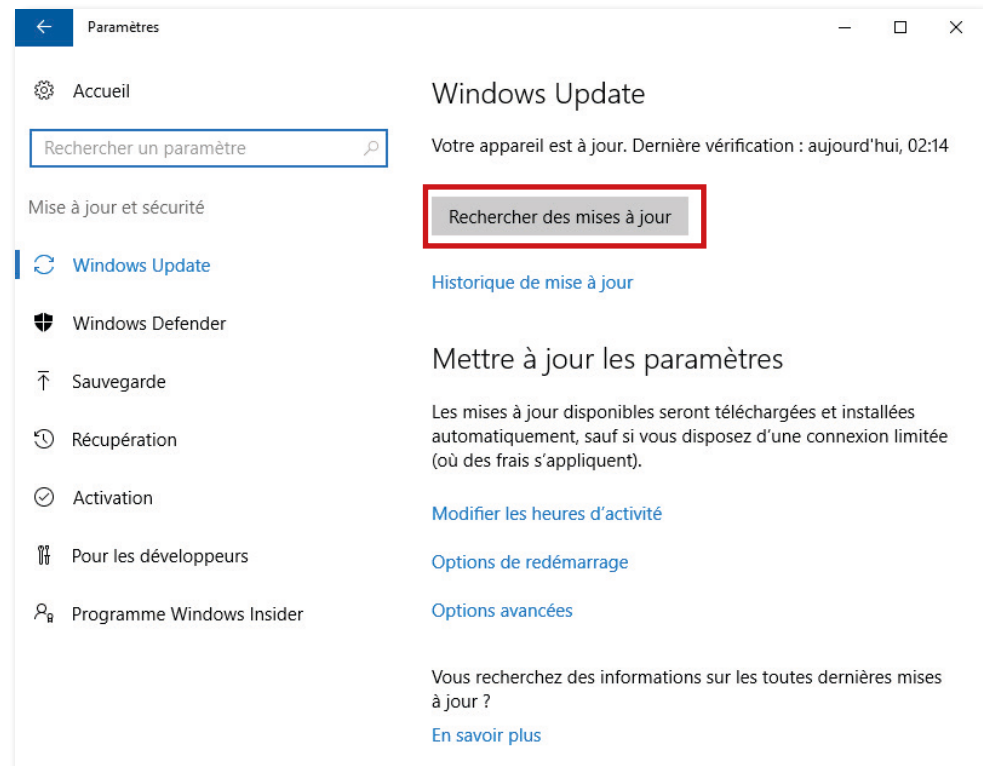 Paramètres
Accueil
Rechercher un paramètre
Mise à jour et sécurité
Windows Update
Windows Defender
Sauvegarde
Récupération
Activation
Pour les développeurs
Programme Windows Insider
Windows Update
Votre appareil est à jour. Dernière vérification : aujourd'hui, 02:14
Rechercher des mises à jour
Historique de mise à jour
Mettre à jour les paramètres
Les mises à jour disponibles seront téléchargées et installées
automatiquement, sauf si vous disposez d’une connexion limitée
(où des frais s’appliquent).
Modifier les heures d’activité
Options de redémarrage
Options avancées
Vous recherchez des informations sur les toutes dernières mises
à jour ?
En savoir plus